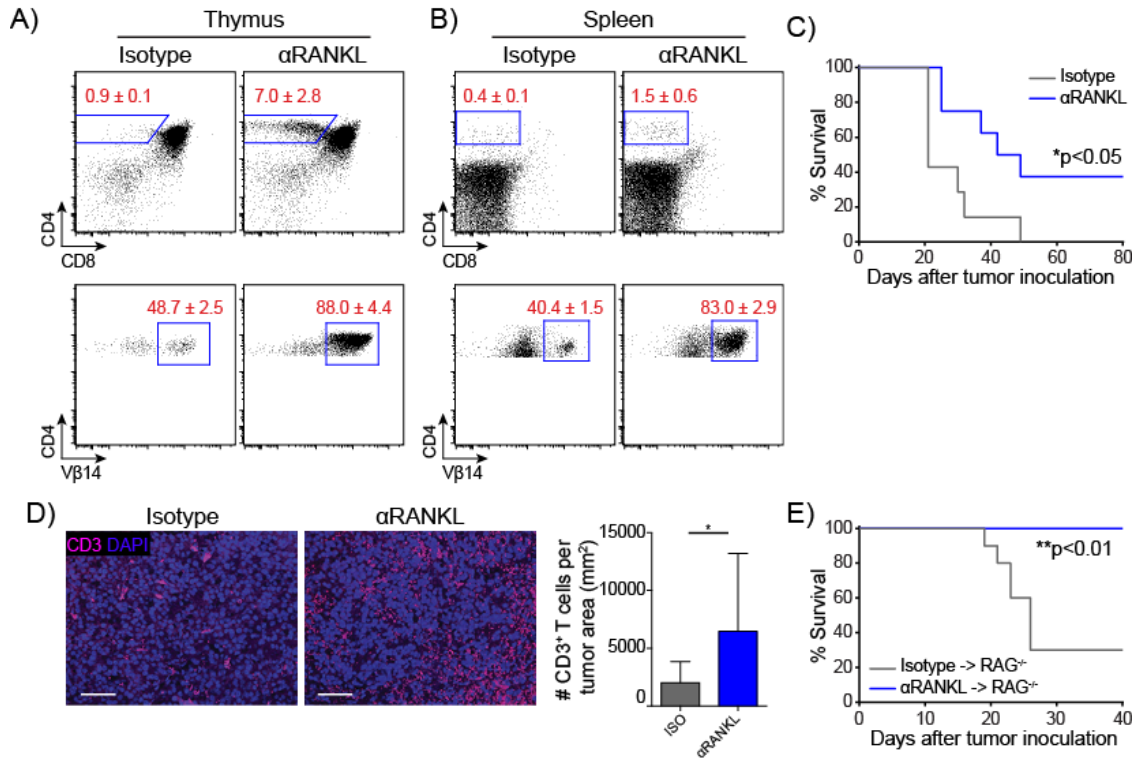 A)
Thymus
Isotype
αRANKL
0.9 ± 0.1
7.0 ± 2.8
CD4
CD8
48.7 ± 2.5
88.0 ± 4.4
CD4
Vβ14
B)
Spleen
Isotype
αRANKL
0.4 ± 0.1
1.5 ± 0.6
CD4
CD8
40.4 ± 1.5
83.0 ± 2.9
CD4
Vβ14
C)
Isotype
αRANKL
*p<0.05
% Survival
100
80
60
40
20
0
0 20 40 60 80
Days after tumor inoculation
D)
Isotype
αRANKL
CD3 DAPI
# CD3⁺ T cells per
tumor area (mm²)
15000
10000
5000
0
*
ISO
αRANKL
E)
**p<0.01
% Survival
100
80
60
40
20
0
Isotype -> RAG⁻/⁻
αRANKL -> RAG⁻/⁻
0 10 20 30 40
Days after tumor inoculation